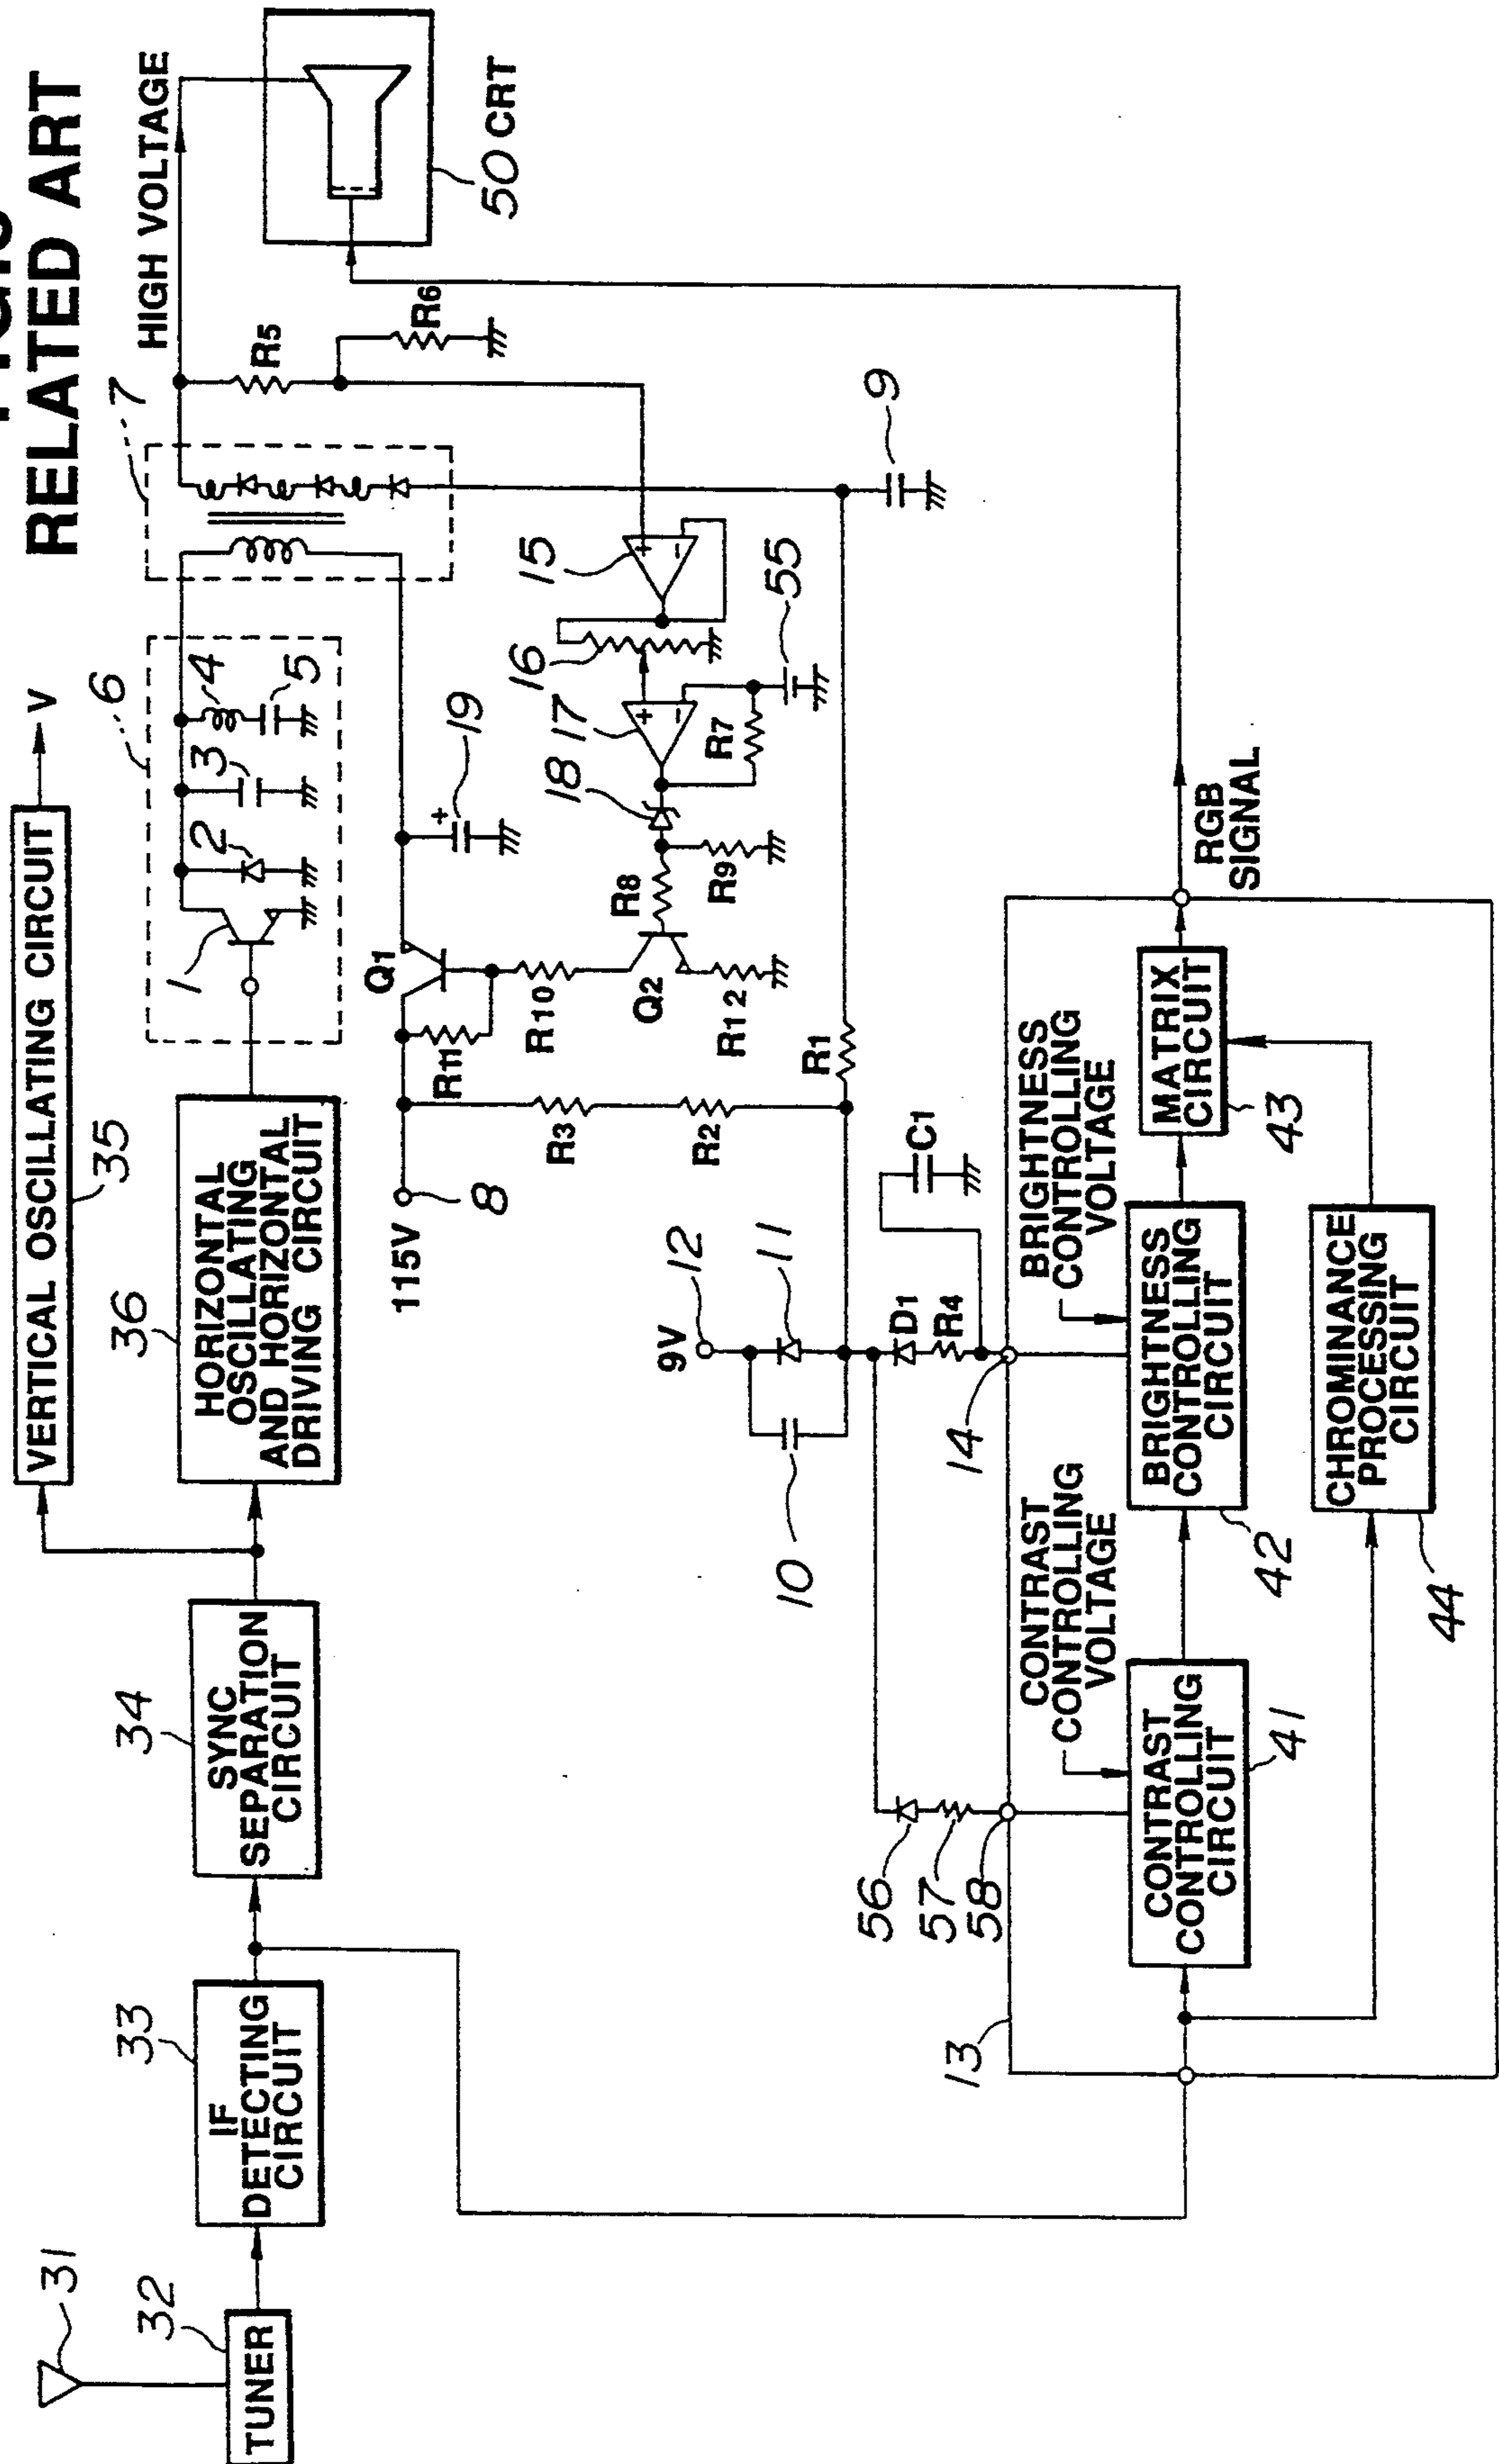 RELATED ART
VERTICAL OSCILLATING CIRCUIT
35
V
31
32
TUNER
33
IF
DETECTING
CIRCUIT
34
SYNC
SEPARATION
CIRCUIT
36
HORIZONTAL
OSCILLATING
AND HORIZONTAL
DRIVING CIRCUIT
6
1
2
3
4
5
7
HIGH VOLTAGE
R5
R6
50 CRT
115V
8
R11
Q1
19
+
R10
R3
R2
Q2
R12
R8
R9
18
17
+
−
R7
16
15
+
−
55
9
R1
9V
12
11
10
D1
R4
C1
14
56
57
58
13
CONTRAST
CONTROLLING
VOLTAGE
BRIGHTNESS
CONTROLLING
VOLTAGE
CONTRAST
CONTROLLING
CIRCUIT
41
BRIGHTNESS
CONTROLLING
CIRCUIT
42
MATRIX
CIRCUIT
43
RGB
SIGNAL
CHROMINANCE
PROCESSING
CIRCUIT
44